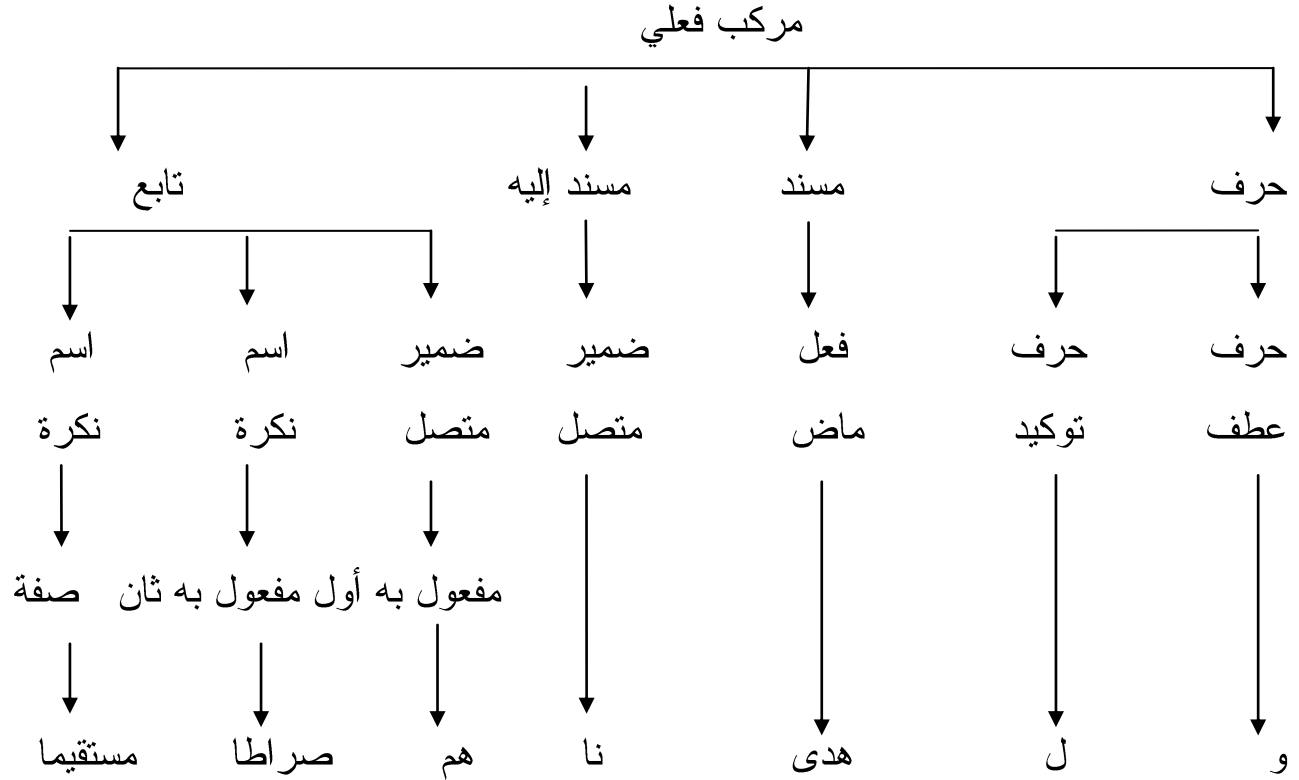 مركب فعلي
حرف مسند مسند إليه تابع
حرف حرف فعل ضمير ضمير اسم اسم
عطف توكيد ماض متصل متصل نكرة نكرة
مفعول به أول مفعول به ثان صفة
و ل هدى نا هم صراطا مستقيما